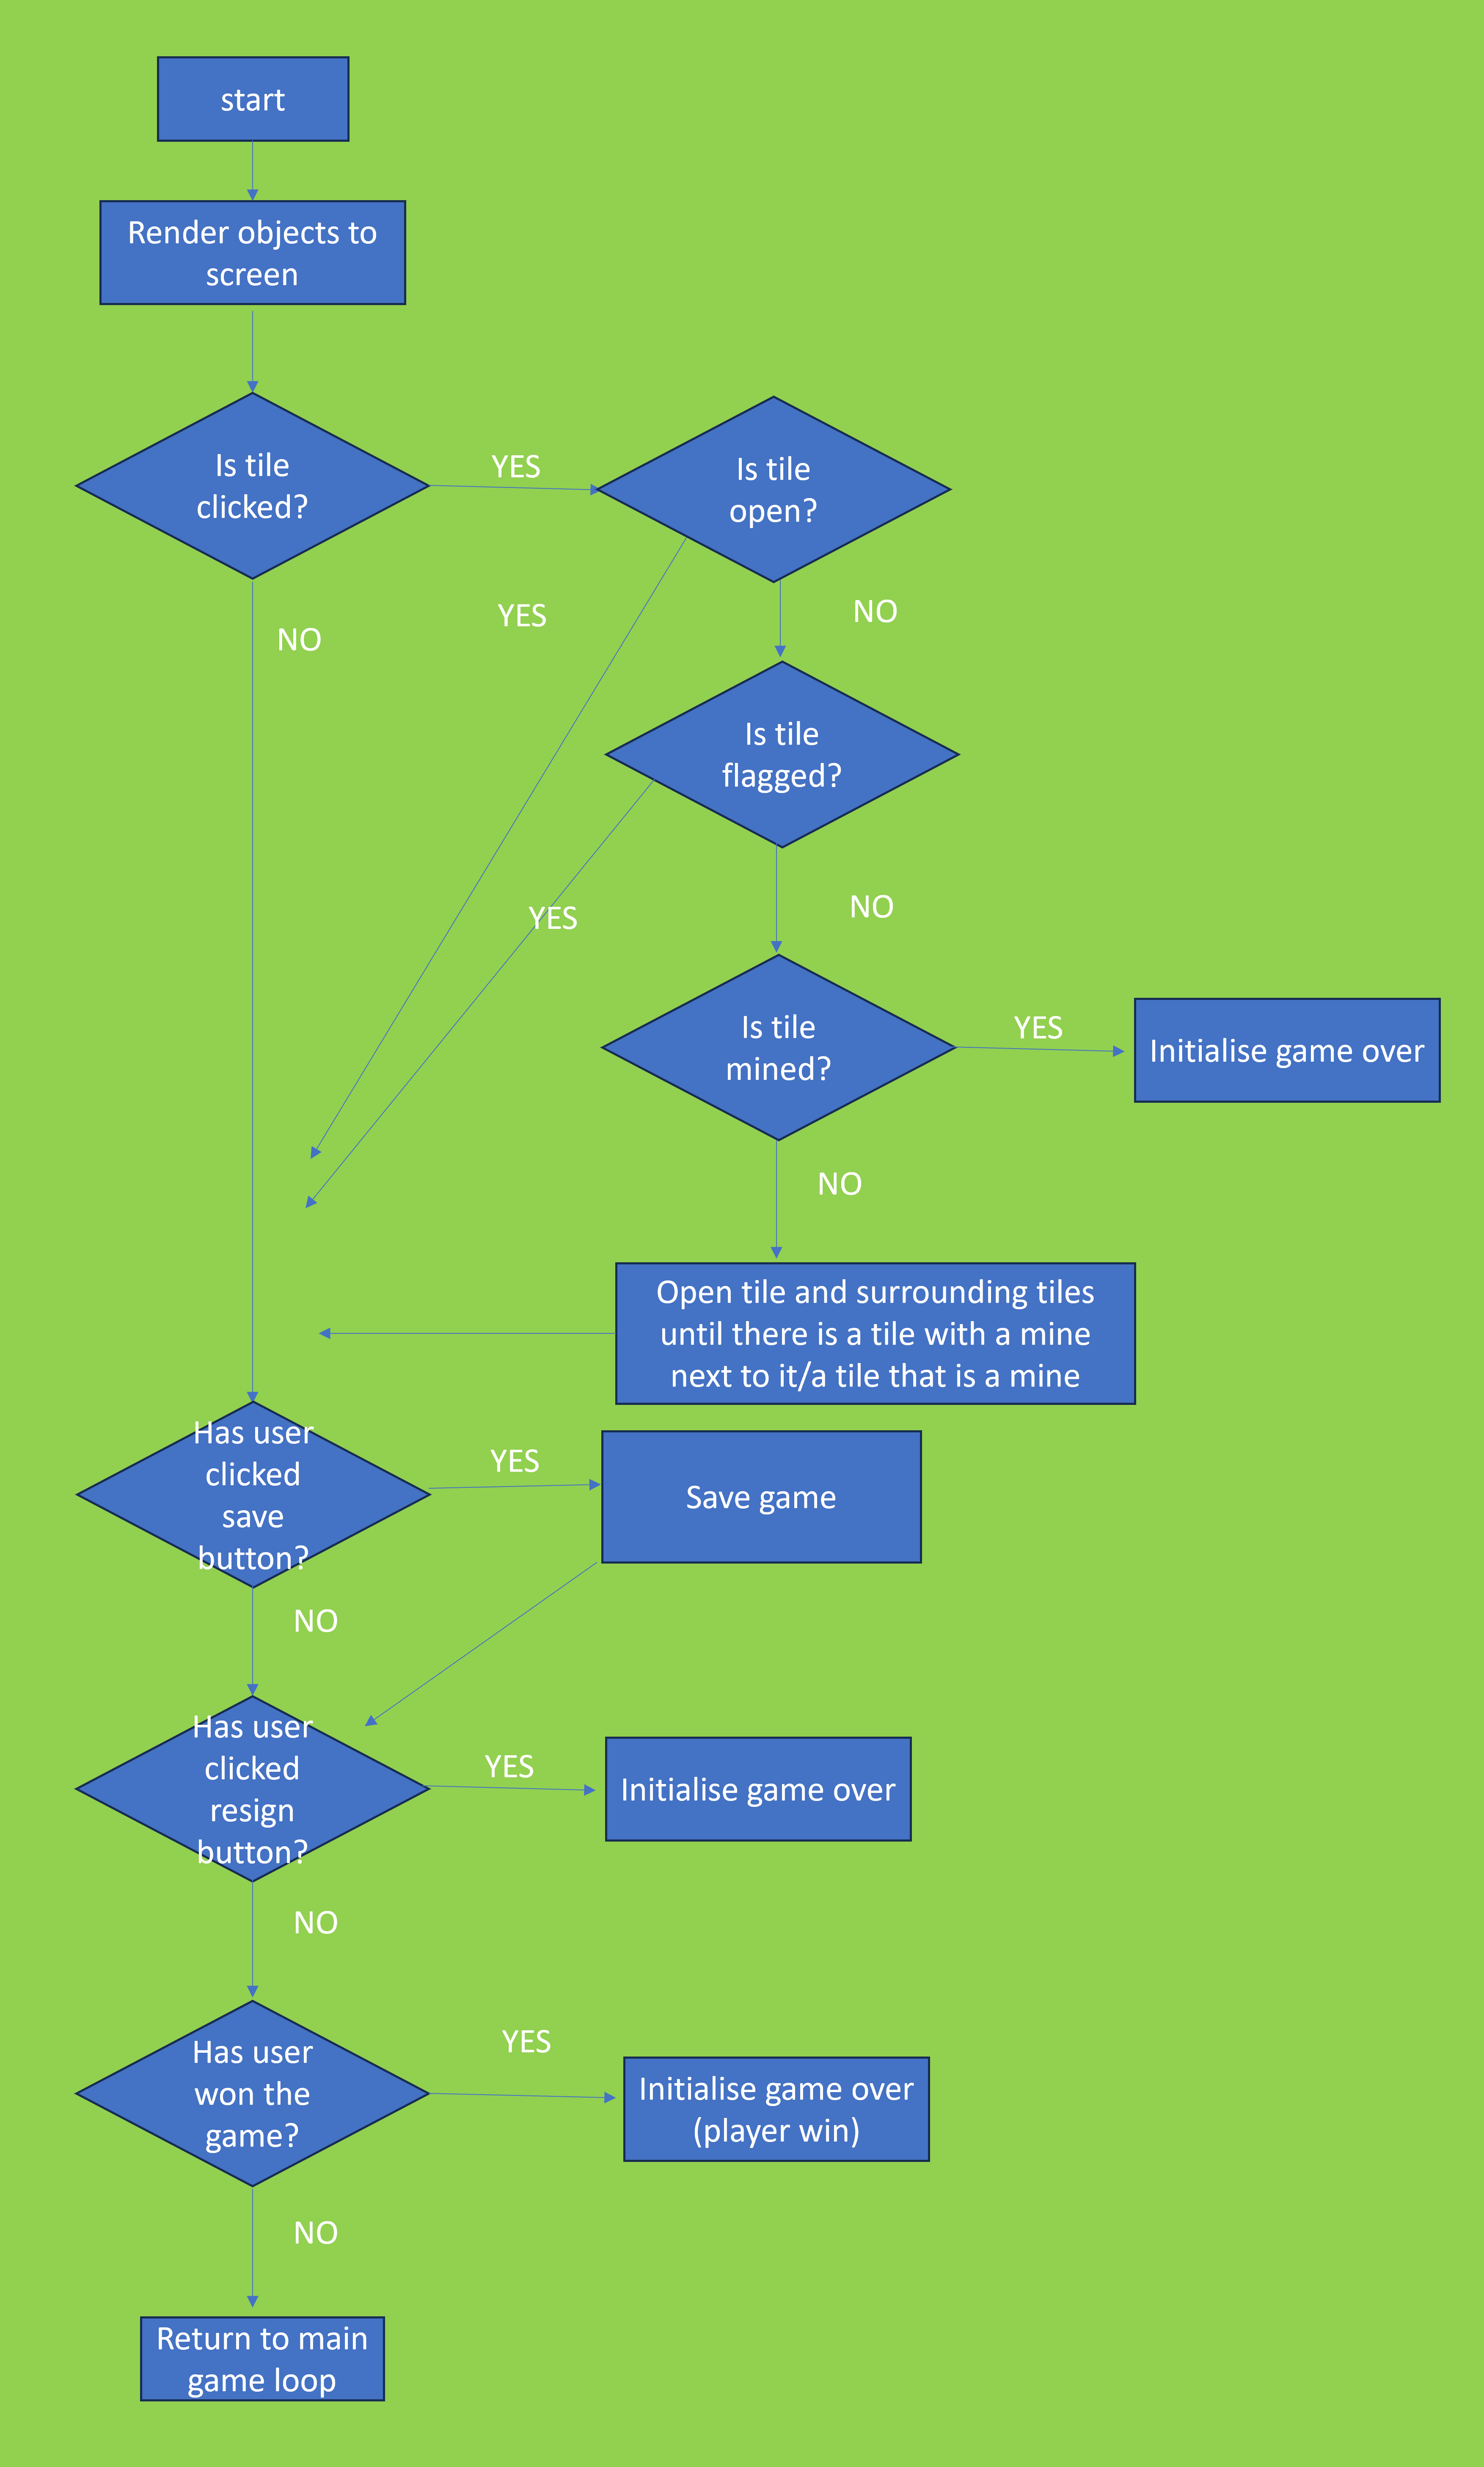 start
Render objects to
screen
Is tile
clicked?
YES
Is tile
open?
NO
YES
NO
Is tile
flagged?
YES
NO
Is tile
mined?
YES
Initialise game over
NO
Open tile and surrounding tiles
until there is a tile with a mine
next to it/a tile that is a mine
Has user
clicked
save
button?
YES
Save game
NO
Has user
clicked
resign
button?
YES
Initialise game over
NO
Has user
won the
game?
YES
Initialise game over
(player win)
NO
Return to main
game loop